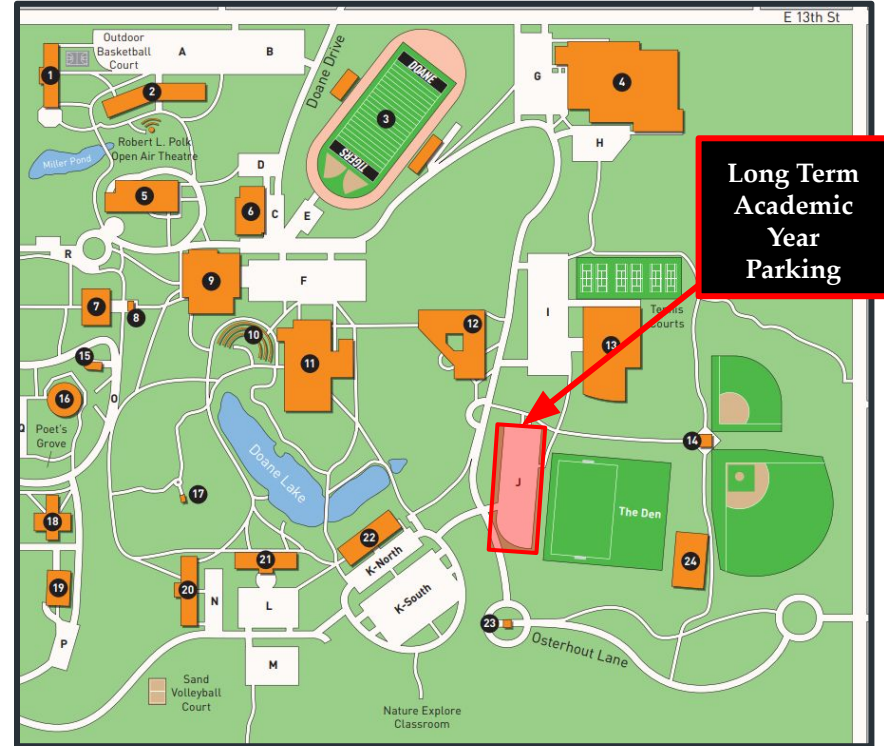 E 13th St
Outdoor
Basketball
Court
A
B
Doane Drive
1
2
DOANE
3
TIGERS
G
4
H
Robert L. Polk
Open Air Theatre
Miller Pond
D
5
6
C
E
Long Term
Academic
Year
Parking
R
9
F
7
8
10
11
12
I
Tennis
Courts
13
15
16
O
Q
Poet's
Grove
17
Doane Lake
J
14
The Den
18
19
P
20
21
22
N
L
M
K-North
K-South
23
24
Osterhout Lane
Sand
Volleyball
Court
Nature Explore
Classroom